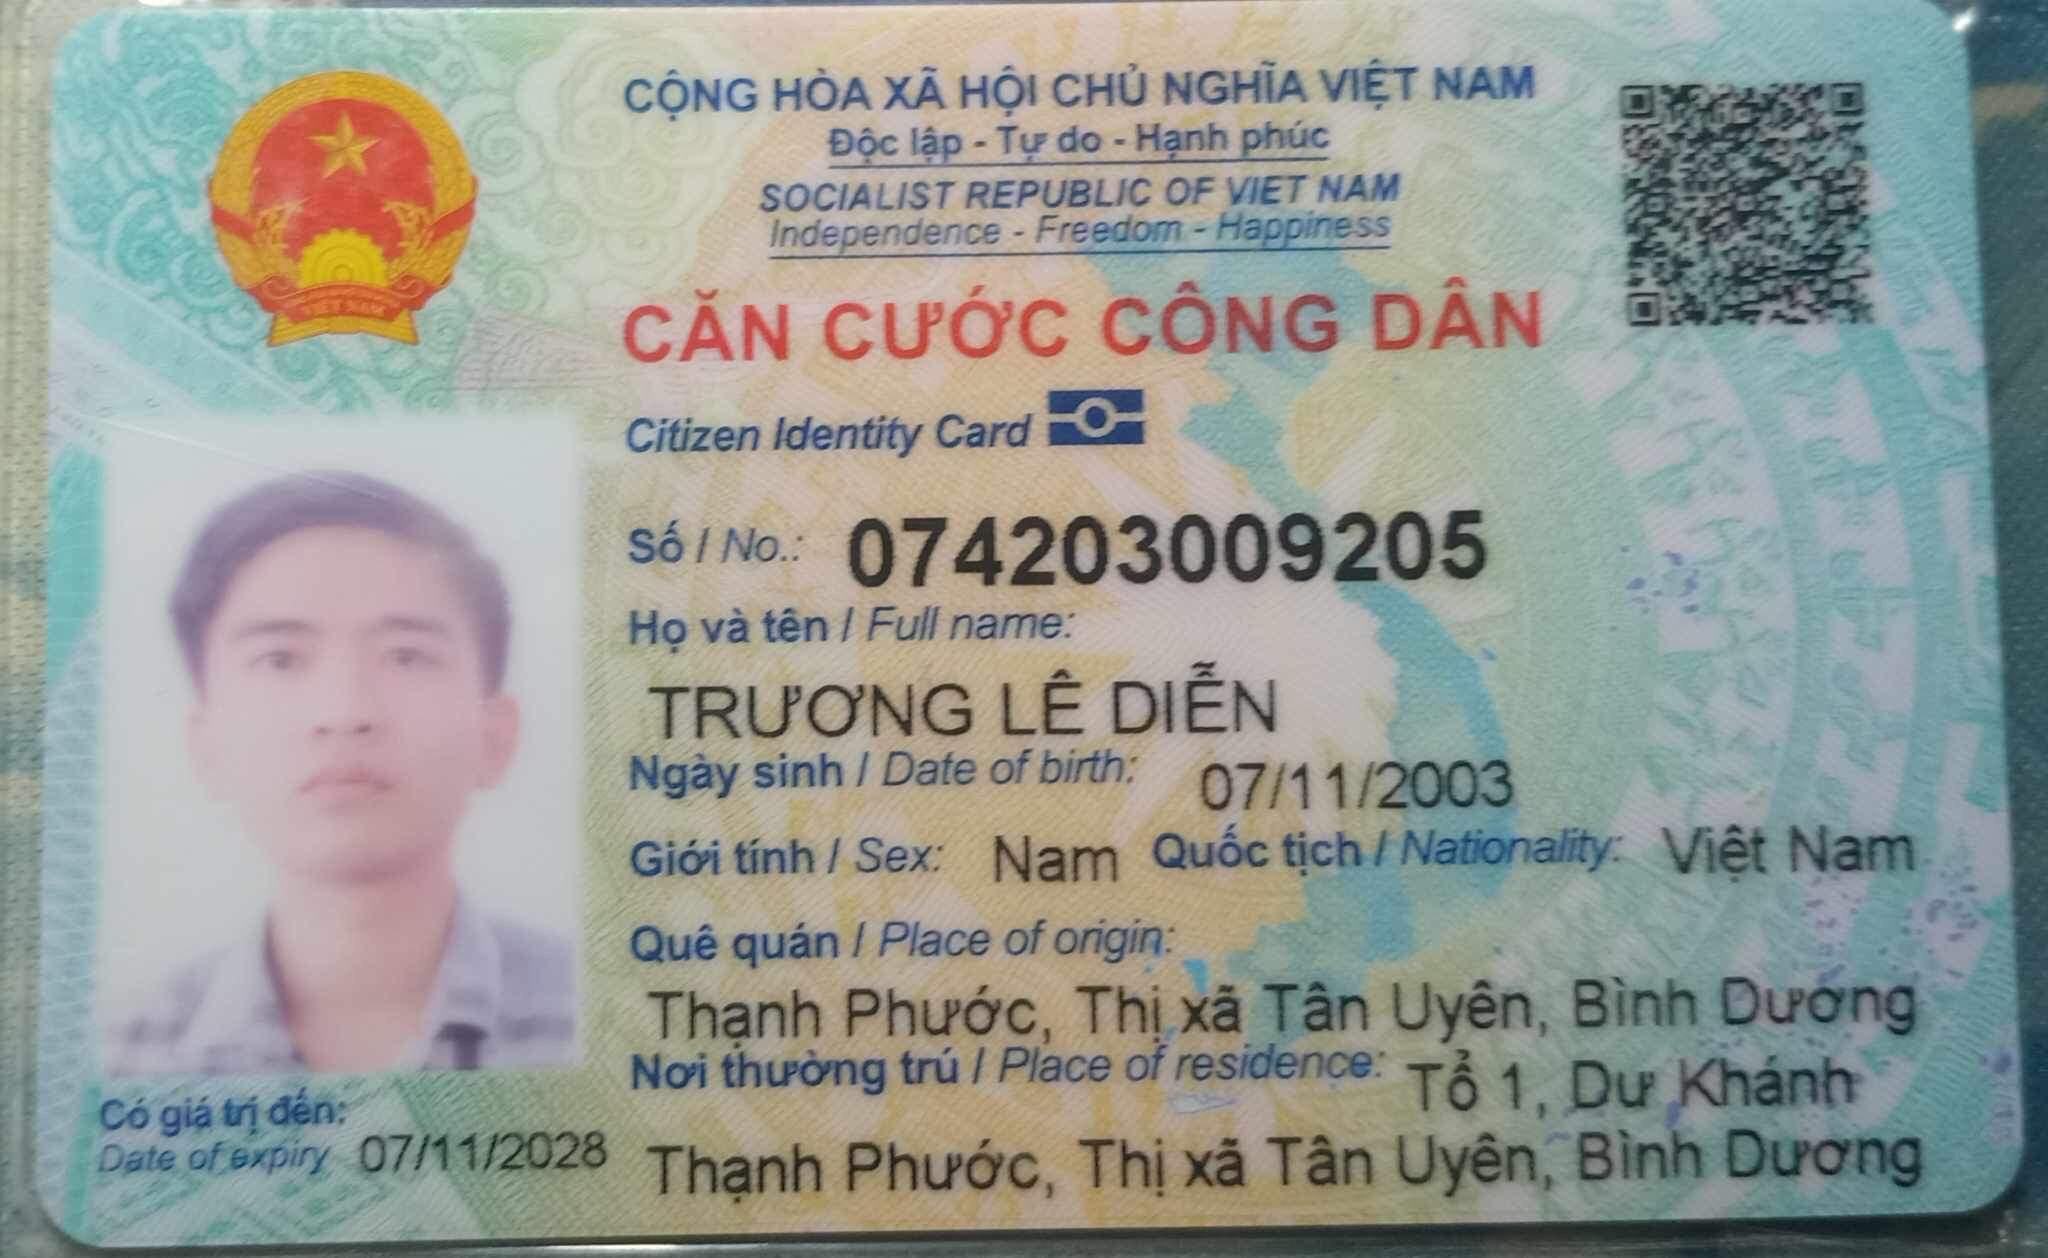 CỘNG HÒA XÃ HỘI CHỦ NGHĨA VIỆT NAM
Độc lập - Tự do - Hạnh phúc
SOCIALIST REPUBLIC OF VIET NAM
Independence - Freedom - Happiness
VIỆT NAM
CĂN CƯỚC CÔNG DÂN
Citizen Identity Card
Số / No.: 074203009205
Họ và tên / Full name:
TRƯƠNG LÊ DIỄN
Ngày sinh / Date of birth: 07/11/2003
Giới tính / Sex: Nam Quốc tịch / Nationality: Việt Nam
Quê quán / Place of origin:
Thạnh Phước, Thị xã Tân Uyên, Bình Dương
Nơi thường trú / Place of residence: Tổ 1, Dư Khánh
Thạnh Phước, Thị xã Tân Uyên, Bình Dương
Có giá trị đến:
Date of expiry 07/11/2028